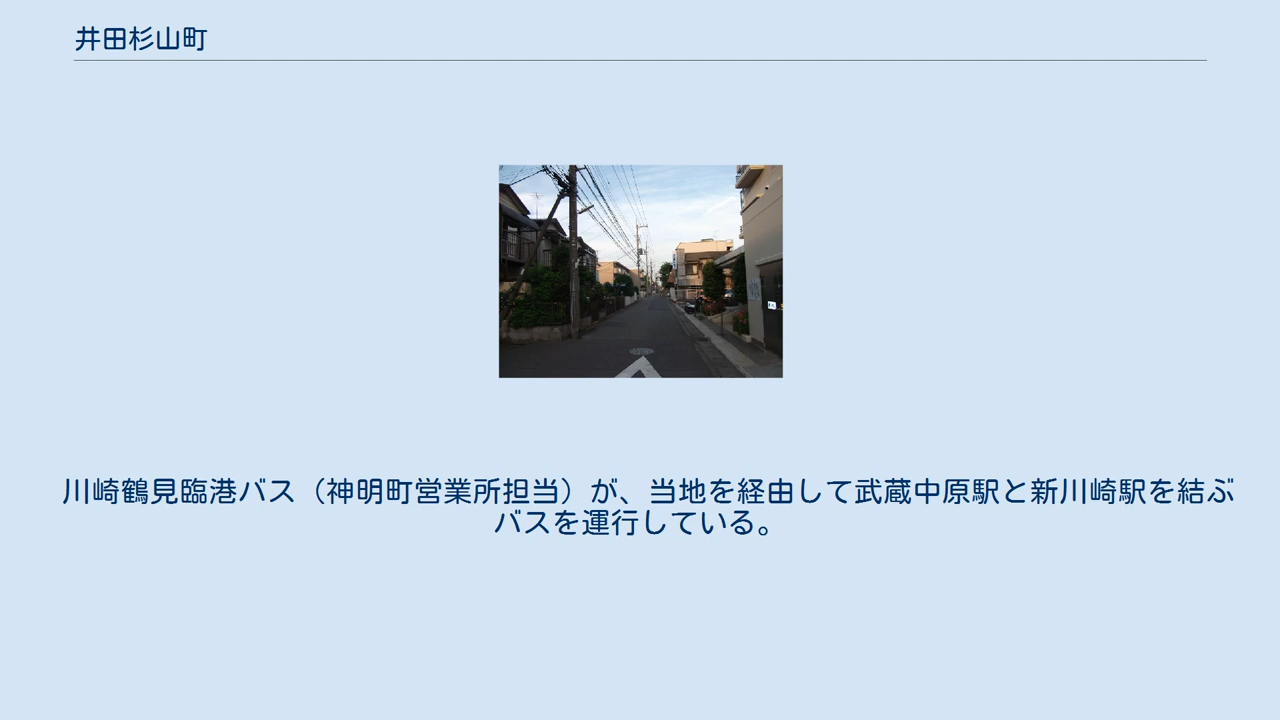 井田杉山町
川崎鶴見臨港バス（神明町営業所担当）が、当地を経由して武蔵中原駅と新川崎駅を結ぶ
バスを運行している。